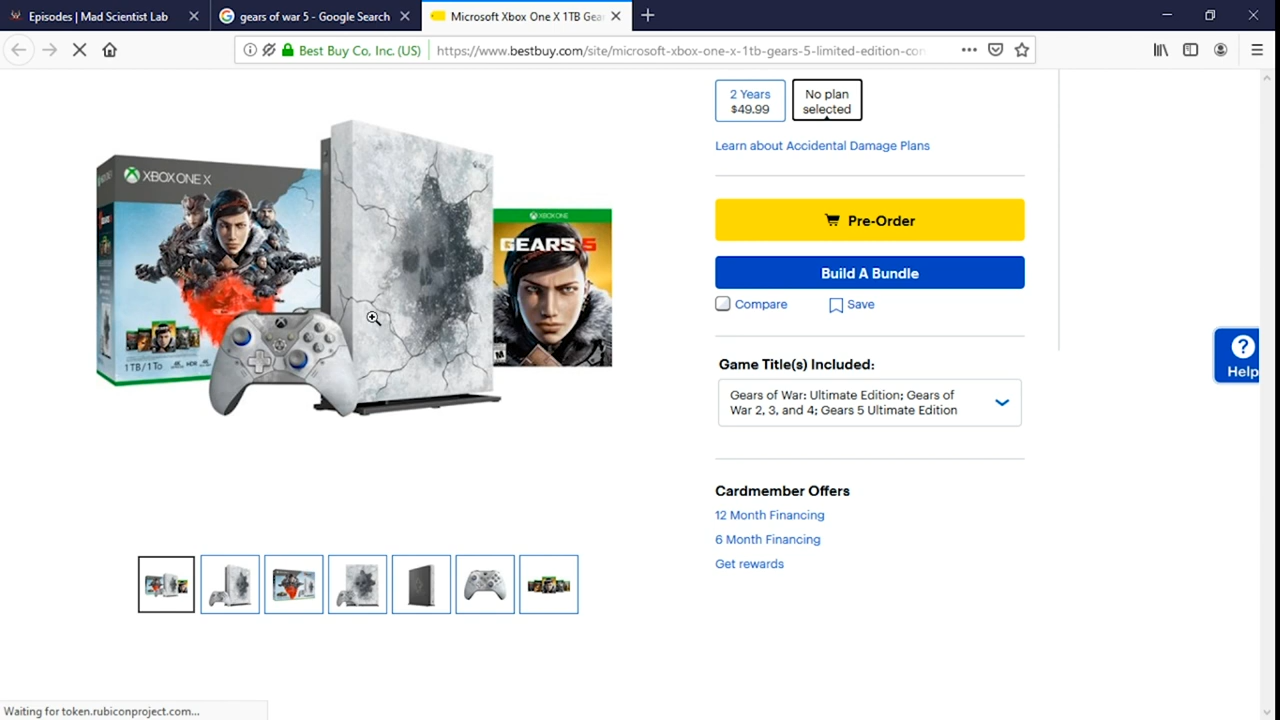 Episodes | Mad Scientist Lab
gears of war 5 - Google Search
Microsoft Xbox One X 1TB Gea
Best Buy Co, Inc. (US)
https://www.bestbuy.com/site/microsoft-xbox-one-x-1tb-gears-5-limited-edition-con
2 Years
$49.99
No plan
selected
Learn about Accidental Damage Plans
Pre-Order
Build A Bundle
Compare
Save
Game Title(s) Included:
Gears of War: Ultimate Edition; Gears of
War 2, 3, and 4; Gears 5 Ultimate Edition
Cardmember Offers
12 Month Financing
6 Month Financing
Get rewards
? Help
XBOX ONE X
1TB/1To
XBOX ONE
GEARS 5
M
Waiting for token.rubiconproject.com...